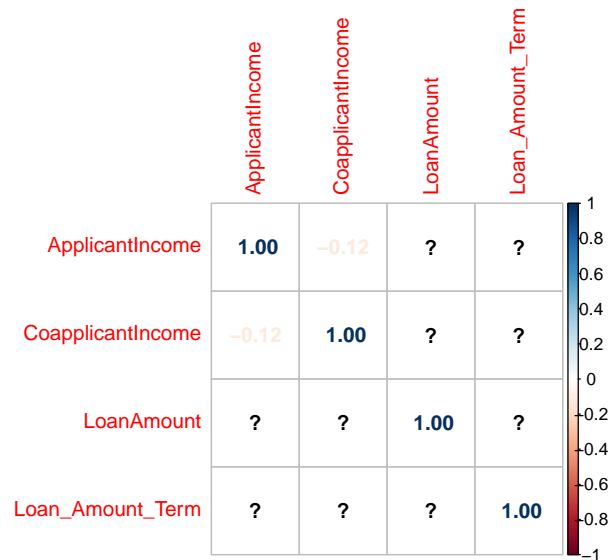 ApplicantIncome
CoapplicantIncome
LoanAmount
Loan_Amount_Term
ApplicantIncome 1.00 −0.12 ? ?
CoapplicantIncome −0.12 1.00 ? ?
LoanAmount ? ? 1.00 ?
Loan_Amount_Term ? ? ? 1.00
1
0.8
0.6
0.4
0.2
0
−0.2
−0.4
−0.6
−0.8
−1